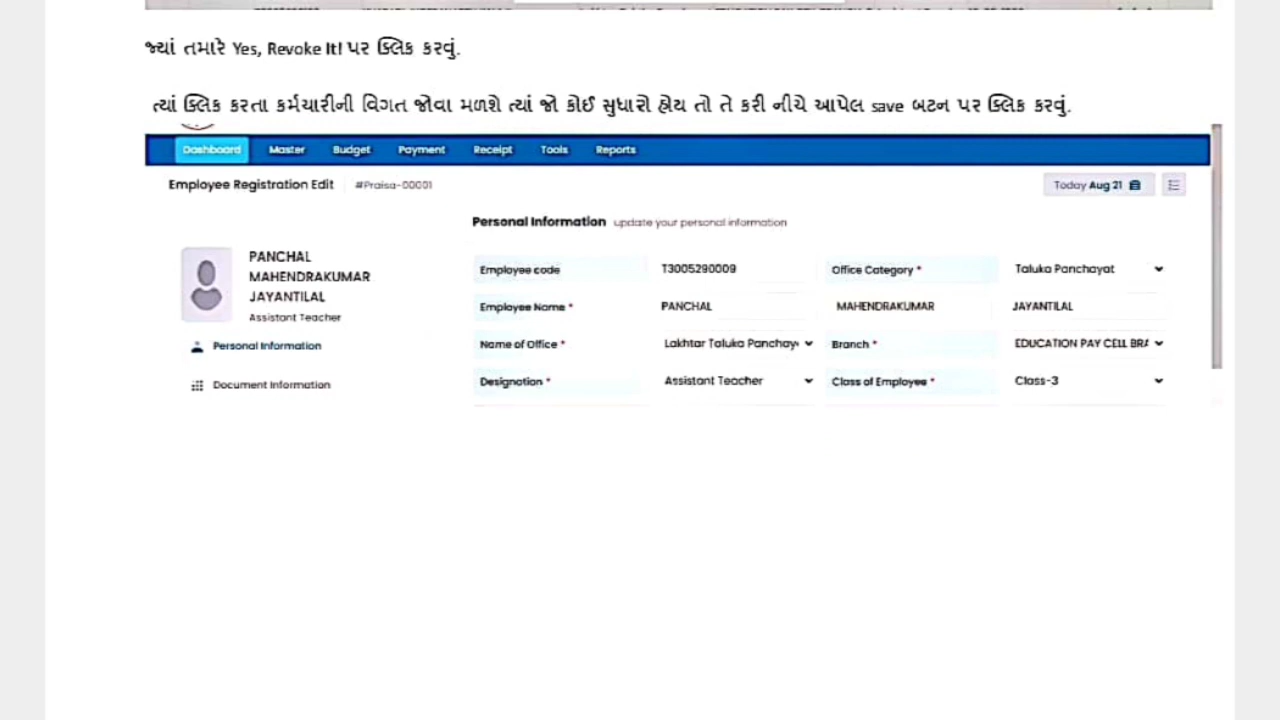 જ્યાં તમારે Yes, Revoke It! પર ક્લિક કરવું.
ત્યાં ક્લિક કરતા કર્મચારીની વિગત જોવા મળશે ત્યાં જો કોઈ સુધારો હોય તો તે કરી નીચે આપેલ save બટન પર ક્લિક કરવું.
Dashboard Master Budget Payment Receipt Tools Reports
Employee Registration Edit #Praisa-00001 Today Aug 21
Personal Information update your personal information
PANCHAL
MAHENDRAKUMAR
JAYANTILAL
Assistant Teacher
Personal Information
Document Information
Employee code T3005290009 Office Category * Taluka Panchayat
Employee Name * PANCHAL MAHENDRAKUMAR JAYANTILAL
Name of Office * Lakhtar Taluka Panchay Branch * EDUCATION PAY CELL BRA
Designation * Assistant Teacher Class of Employee * Class-3